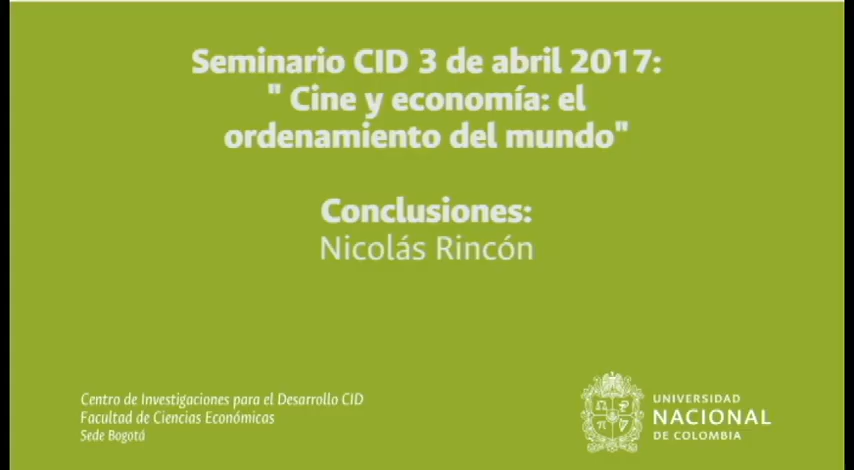 Seminario CID 3 de abril 2017:
" Cine y economía: el
ordenamiento del mundo"
Conclusiones:
Nicolás Rincón
Centro de Investigaciones para el Desarrollo CID
Facultad de Ciencias Económicas
Sede Bogotá
UNIVERSIDAD
NACIONAL
DE COLOMBIA